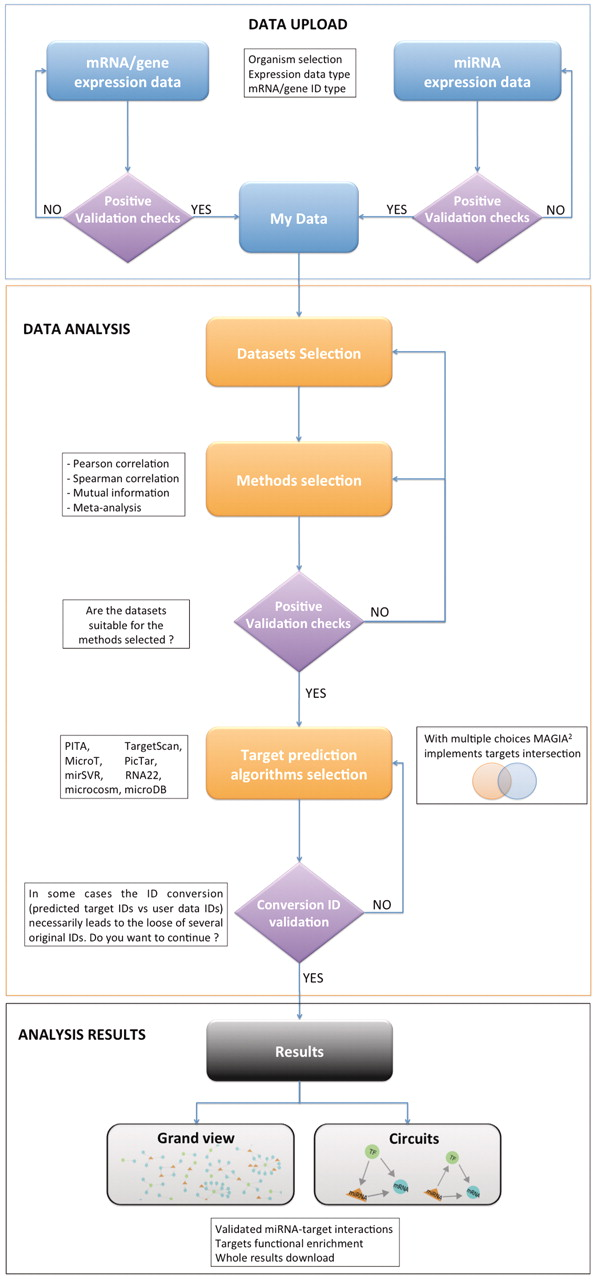 DATA UPLOAD
mRNA/gene
expression data
Organism selection
Expression data type
mRNA/gene ID type
miRNA
expression data
NO
Positive
Validation checks
YES
My Data
YES
Positive
Validation checks
NO
DATA ANALYSIS
Datasets Selection
- Pearson correlation
- Spearman correlation
- Mutual information
- Meta-analysis
Methods selection
Are the datasets
suitable for the
methods selected ?
Positive
Validation checks
NO
YES
PITA, TargetScan,
MicroT, PicTar,
mirSVR, RNA22,
microcosm, microDB
Target prediction
algorithms selection
With multiple choices MAGIA²
implements targets intersection
In some cases the ID conversion
(predicted target IDs vs user data IDs)
necessarily leads to the loose of several
original IDs. Do you want to continue ?
Conversion ID
validation
NO
YES
ANALYSIS RESULTS
Results
Grand view
Circuits
TF
miRNA
mRNA
TF
miRNA
mRNA
Validated miRNA-target interactions
Targets functional enrichment
Whole results download